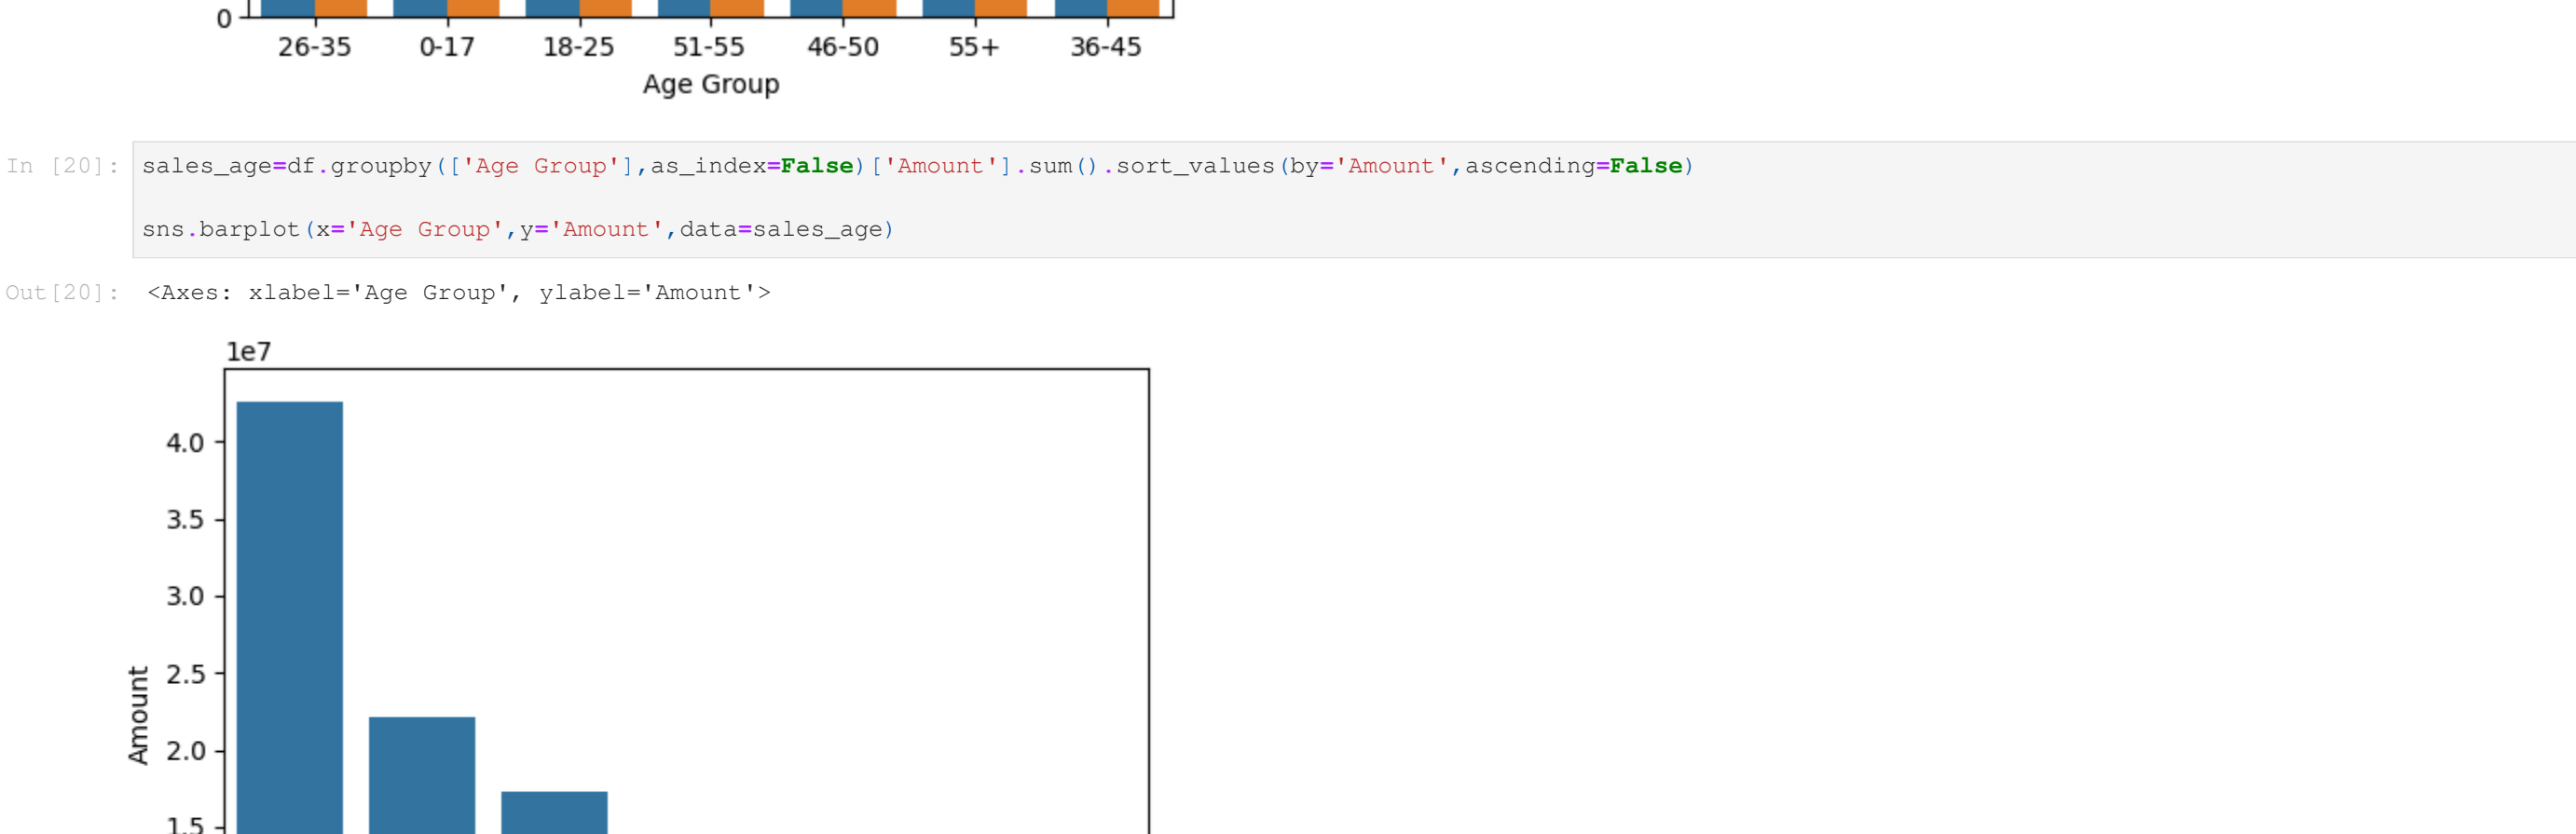 0
26-35 0-17 18-25 51-55 46-50 55+ 36-45
Age Group
In [20]: sales_age=df.groupby(['Age Group'],as_index=False)['Amount'].sum().sort_values(by='Amount',ascending=False)
sns.barplot(x='Age Group',y='Amount',data=sales_age)
Out[20]: <Axes: xlabel='Age Group', ylabel='Amount'>
1e7
4.0
3.5
3.0
2.5
Amount
2.0
1.5